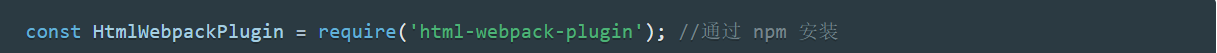 const HtmlWebpackPlugin = require('html-webpack-plugin'); //通过 npm 安装